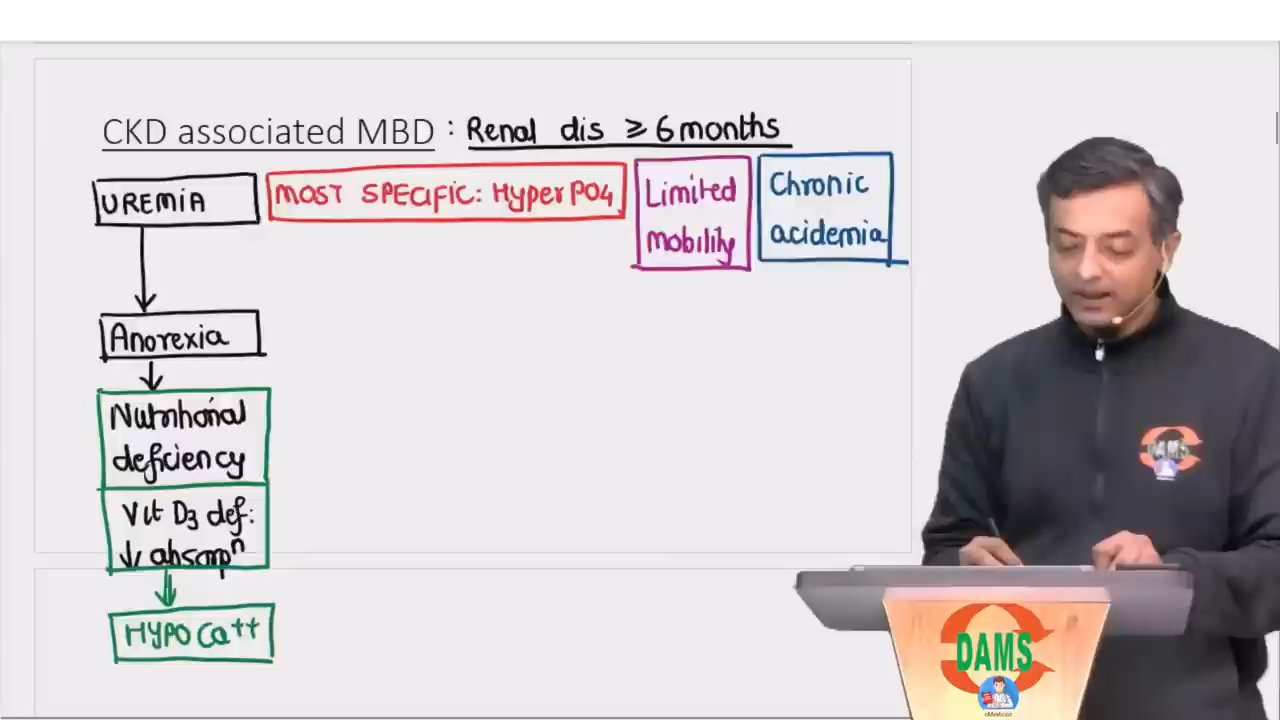 CKD associated MBD : Renal dis ≥ 6 months
UREMIA
MOST SPECIFIC: Hyper PO4
Limited
mobility
Chronic
acidemia
Anorexia
Nutritional
deficiency
Vit D3 def:
↓ absorpⁿ
HYPO Ca++
DAMS
DAMS
eMedicoz